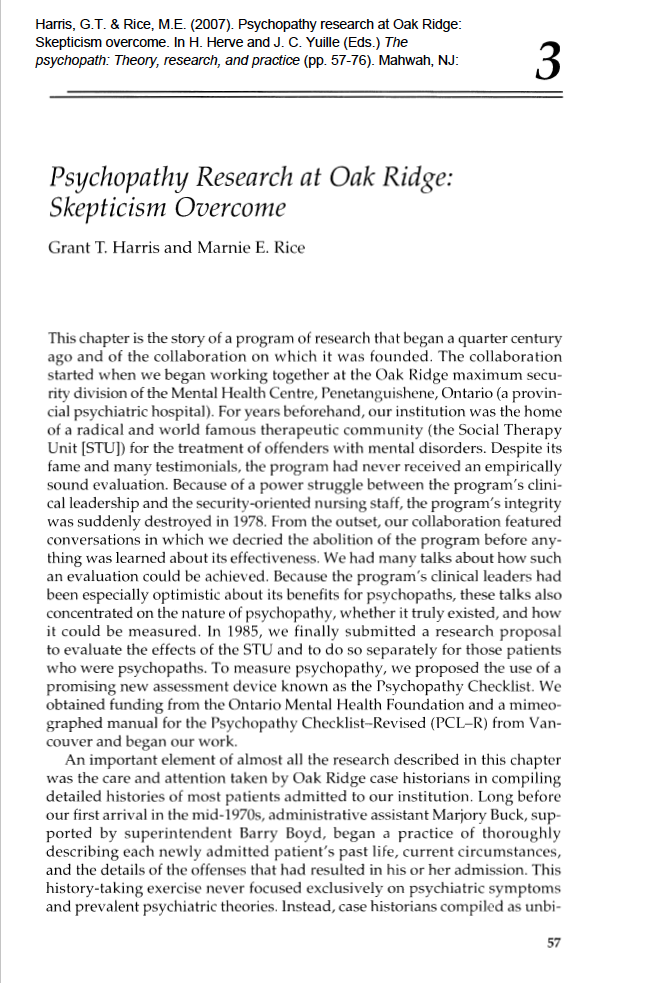 Harris, G.T. & Rice, M.E. (2007). Psychopathy research at Oak Ridge:
Skepticism overcome. In H. Herve and J. C. Yuille (Eds.) The
psychopath: Theory, research, and practice (pp. 57-76). Mahwah, NJ:
3
Psychopathy Research at Oak Ridge:
Skepticism Overcome
Grant T. Harris and Marnie E. Rice
This chapter is the story of a program of research that began a quarter century
ago and of the collaboration on which it was founded. The collaboration
started when we began working together at the Oak Ridge maximum secu-
rity division of the Mental Health Centre, Penetanguishene, Ontario (a provin-
cial psychiatric hospital). For years beforehand, our institution was the home
of a radical and world famous therapeutic community (the Social Therapy
Unit [STU]) for the treatment of offenders with mental disorders. Despite its
fame and many testimonials, the program had never received an empirically
sound evaluation. Because of a power struggle between the program's clini-
cal leadership and the security-oriented nursing staff, the program's integrity
was suddenly destroyed in 1978. From the outset, our collaboration featured
conversations in which we decried the abolition of the program before any-
thing was learned about its effectiveness. We had many talks about how such
an evaluation could be achieved. Because the program's clinical leaders had
been especially optimistic about its benefits for psychopaths, these talks also
concentrated on the nature of psychopathy, whether it truly existed, and how
it could be measured. In 1985, we finally submitted a research proposal
to evaluate the effects of the STU and to do so separately for those patients
who were psychopaths. To measure psychopathy, we proposed the use of a
promising new assessment device known as the Psychopathy Checklist. We
obtained funding from the Ontario Mental Health Foundation and a mimeo-
graphed manual for the Psychopathy Checklist–Revised (PCL–R) from Van-
couver and began our work.
An important element of almost all the research described in this chapter
was the care and attention taken by Oak Ridge case historians in compiling
detailed histories of most patients admitted to our institution. Long before
our first arrival in the mid-1970s, administrative assistant Marjory Buck, sup-
ported by superintendent Barry Boyd, began a practice of thoroughly
describing each newly admitted patient's past life, current circumstances,
and the details of the offenses that had resulted in his or her admission. This
history-taking exercise never focused exclusively on psychiatric symptoms
and prevalent psychiatric theories. Instead, case historians compiled as unbi-
57